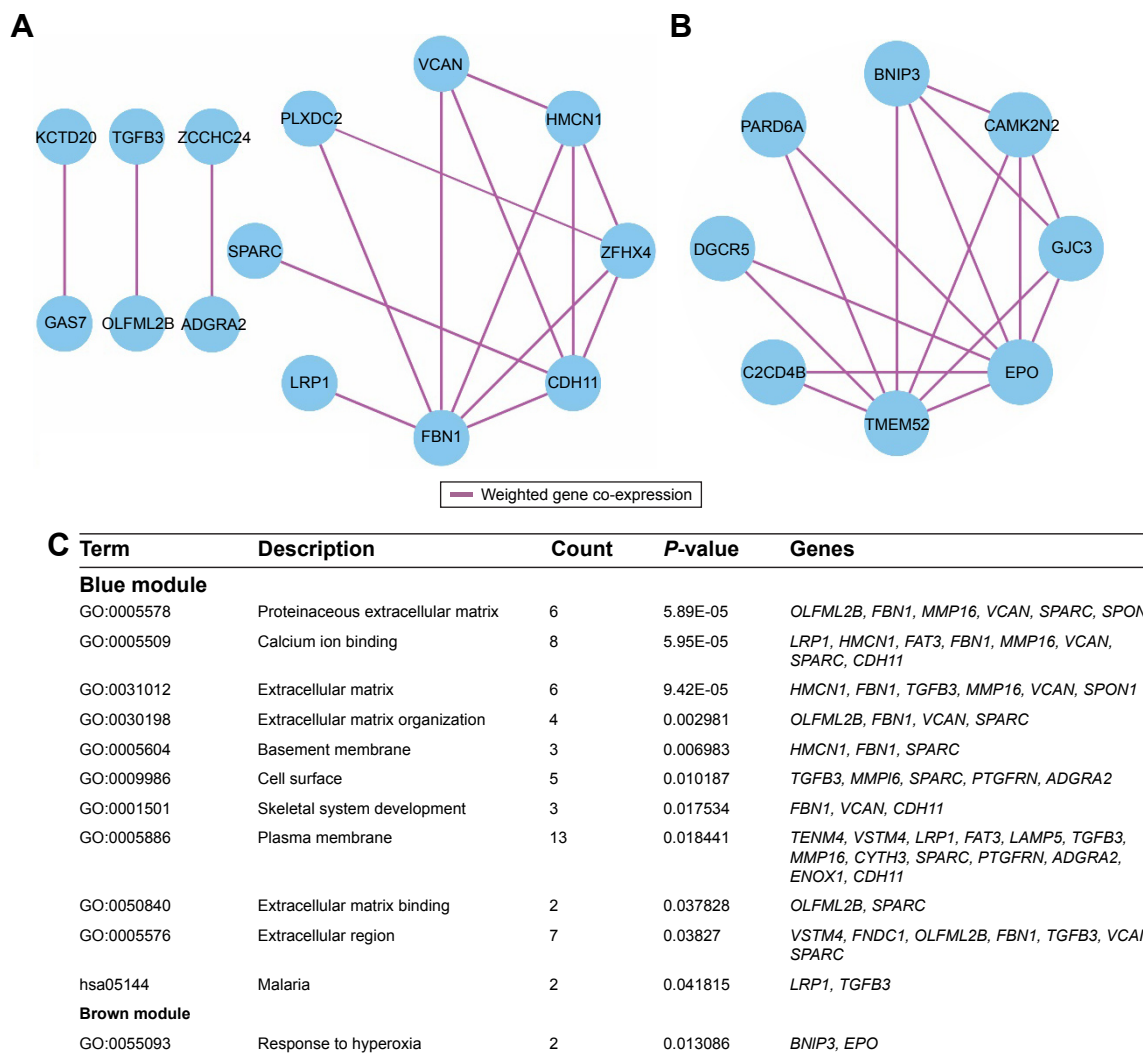 A
B
VCAN
BNIP3
PLXDC2
HMCN1
PARD6A
CAMK2N2
KCTD20 TGFB3 ZCCHC24
SPARC
ZFHX4
DGCR5
GJC3
GAS7 OLFML2B ADGRA2
LRP1
CDH11
C2CD4B
EPO
FBN1
TMEM52
Weighted gene co-expression
C Term Description Count P-value Genes
Blue module
GO:0005578 Proteinaceous extracellular matrix 6 5.89E-05 OLFML2B, FBN1, MMP16, VCAN, SPARC, SPON
GO:0005509 Calcium ion binding 8 5.95E-05 LRP1, HMCN1, FAT3, FBN1, MMP16, VCAN,
SPARC, CDH11
GO:0031012 Extracellular matrix 6 9.42E-05 HMCN1, FBN1, TGFB3, MMP16, VCAN, SPON1
GO:0030198 Extracellular matrix organization 4 0.002981 OLFML2B, FBN1, VCAN, SPARC
GO:0005604 Basement membrane 3 0.006983 HMCN1, FBN1, SPARC
GO:0009986 Cell surface 5 0.010187 TGFB3, MMPI6, SPARC, PTGFRN, ADGRA2
GO:0001501 Skeletal system development 3 0.017534 FBN1, VCAN, CDH11
GO:0005886 Plasma membrane 13 0.018441 TENM4, VSTM4, LRP1, FAT3, LAMP5, TGFB3,
MMP16, CYTH3, SPARC, PTGFRN, ADGRA2,
ENOX1, CDH11
GO:0050840 Extracellular matrix binding 2 0.037828 OLFML2B, SPARC
GO:0005576 Extracellular region 7 0.03827 VSTM4, FNDC1, OLFML2B, FBN1, TGFB3, VCAN
SPARC
hsa05144 Malaria 2 0.041815 LRP1, TGFB3
Brown module
GO:0055093 Response to hyperoxia 2 0.013086 BNIP3, EPO